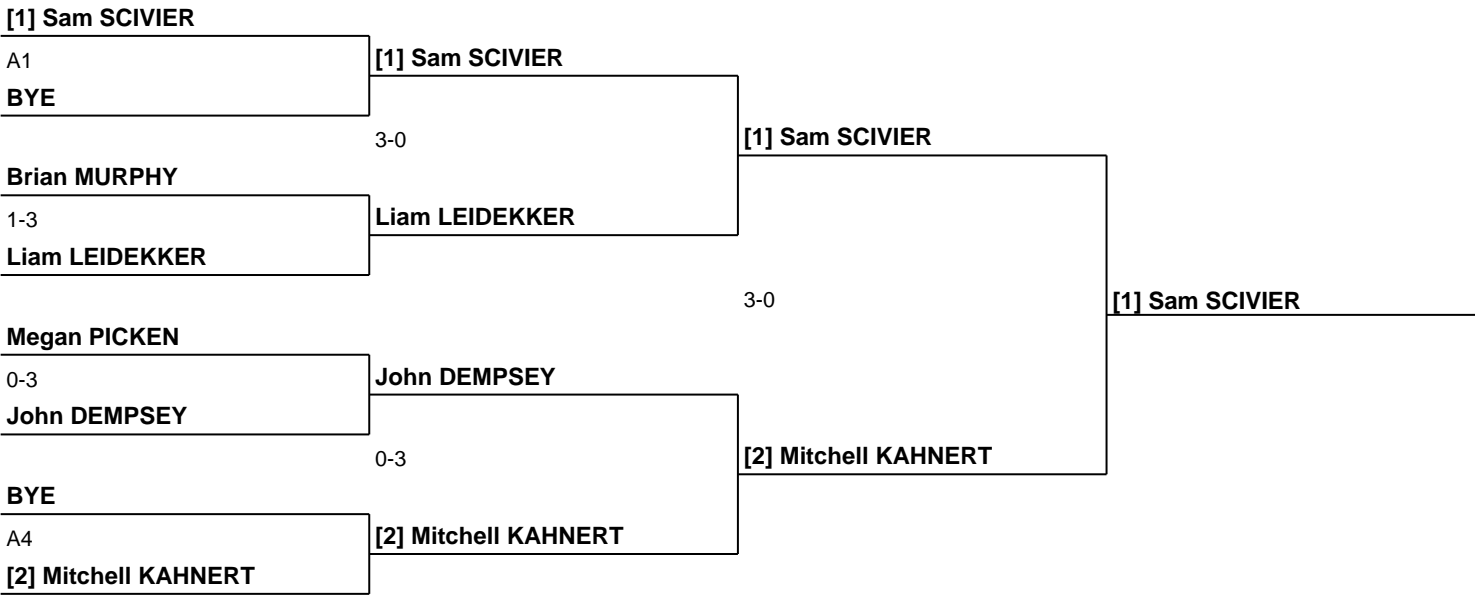 [1] Sam SCIVIER
A1
BYE
[1] Sam SCIVIER
3-0
Brian MURPHY
1-3
Liam LEIDEKKER
Liam LEIDEKKER
[1] Sam SCIVIER
3-0
[1] Sam SCIVIER
Megan PICKEN
0-3
John DEMPSEY
John DEMPSEY
0-3
[2] Mitchell KAHNERT
BYE
A4
[2] Mitchell KAHNERT
[2] Mitchell KAHNERT